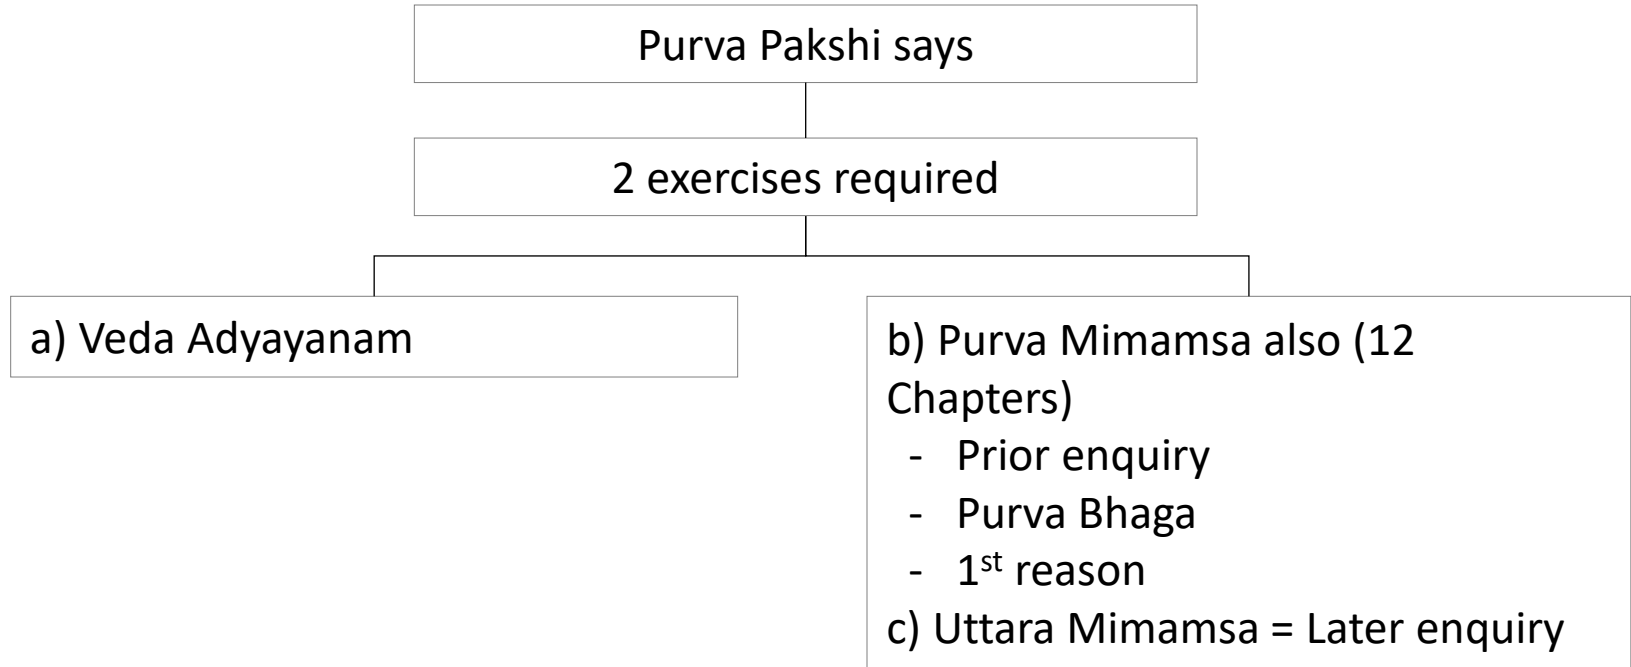 Purva Pakshi says
2 exercises required
a) Veda Adyayanam
b) Purva Mimamsa also (12
Chapters)
- Prior enquiry
- Purva Bhaga
- 1st reason
c) Uttara Mimamsa = Later enquiry